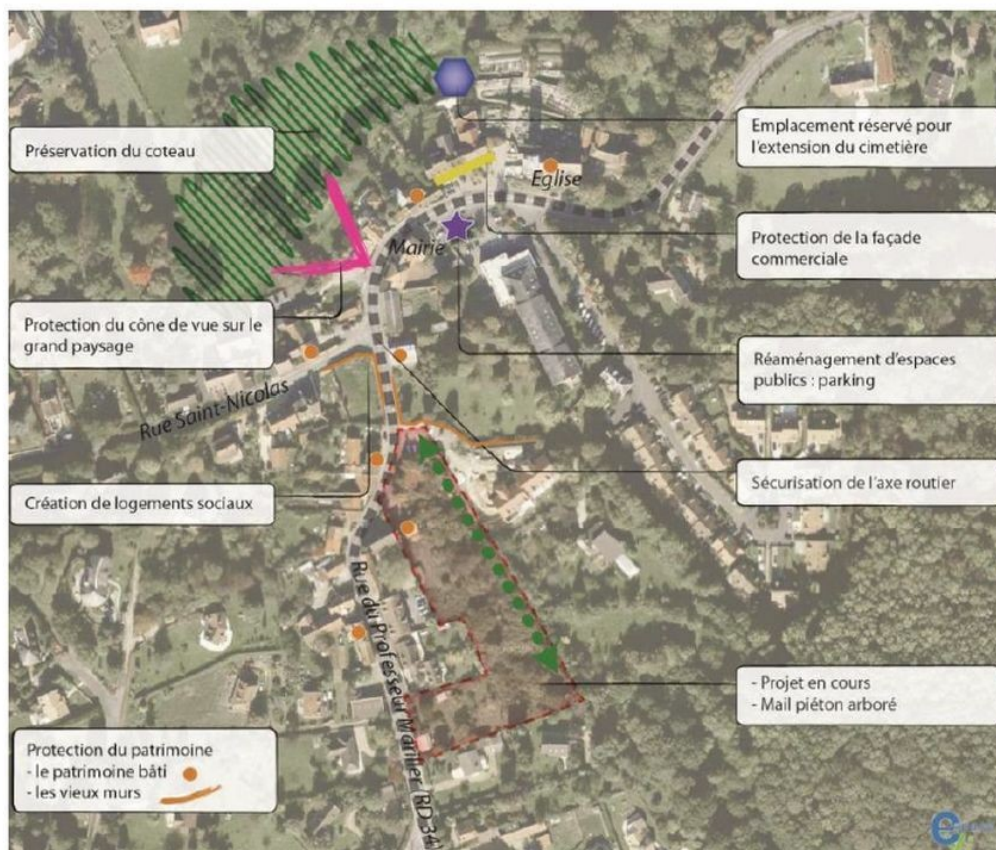 Préservation du coteau
Emplacement réservé pour
l'extension du cimetière
Eglise
Mairie
Protection de la façade
commerciale
Protection du cône de vue sur le
grand paysage
Réaménagement d'espaces
publics : parking
Rue Saint-Nicolas
Création de logements sociaux
Sécurisation de l'axe routier
Rue du Professeur Marinier (RD 34)
- Projet en cours
- Mail piéton arboré
Protection du patrimoine
- le patrimoine bâti
- les vieux murs